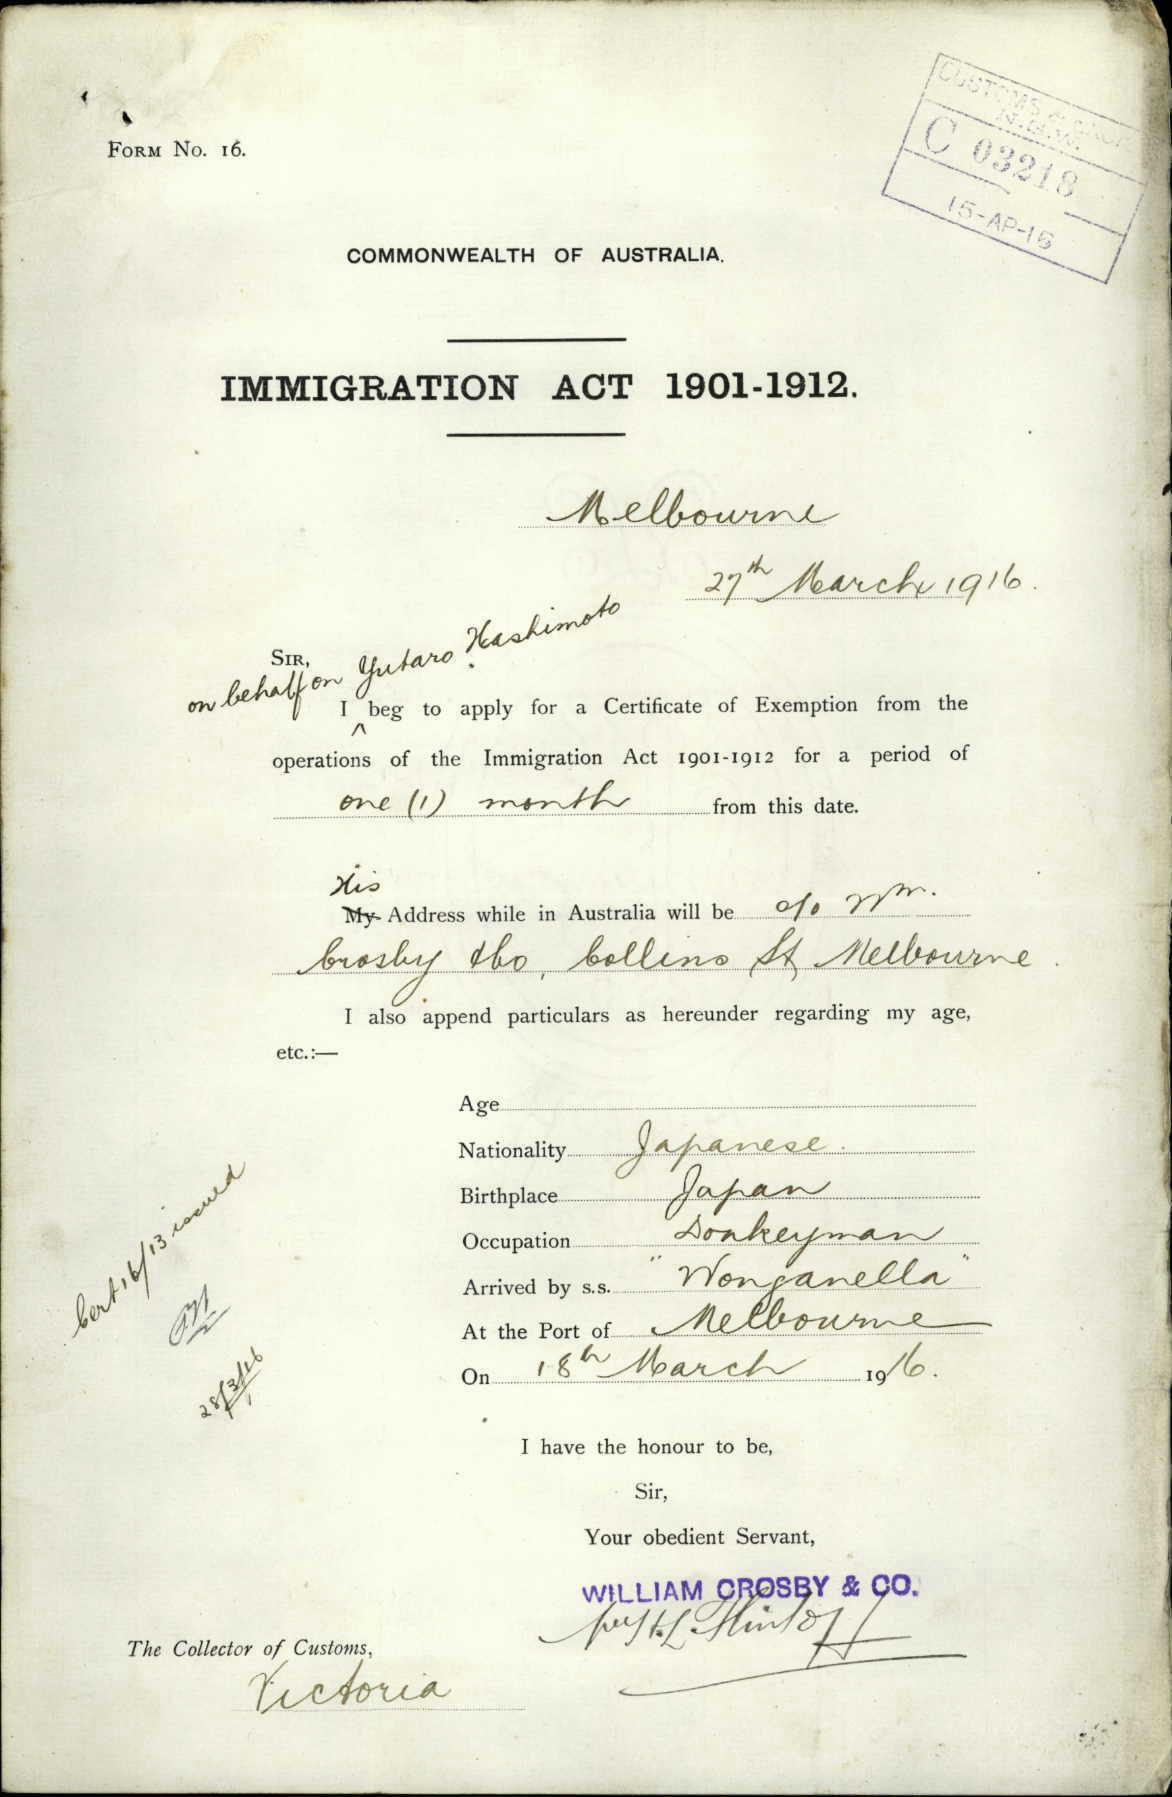 FORM No. 16.
CUSTOMS &
N.S.W.
C 03218
15-AP-16
COMMONWEALTH OF AUSTRALIA.
IMMIGRATION ACT 1901-1912.
Melbourne
27th March 1916.
SIR,
on behalf on Yutaro Hashimoto
I beg to apply for a Certificate of Exemption from the
operations of the Immigration Act 1901-1912 for a period of
one (1) month from this date.
His
My Address while in Australia will be c/o Wm.
Crosby & Co, Collins St, Melbourne.
I also append particulars as hereunder regarding my age,
etc.:—
Age
Nationality Japanese.
Birthplace Japan
Occupation Donkeyman
Arrived by s.s. "Wonganella"
At the Port of Melbourne
On 18th March 1916.
Cert 16/13 issued
28/3/16
I have the honour to be,
Sir,
Your obedient Servant,
WILLIAM CROSBY & CO.
The Collector of Customs,
Victoria